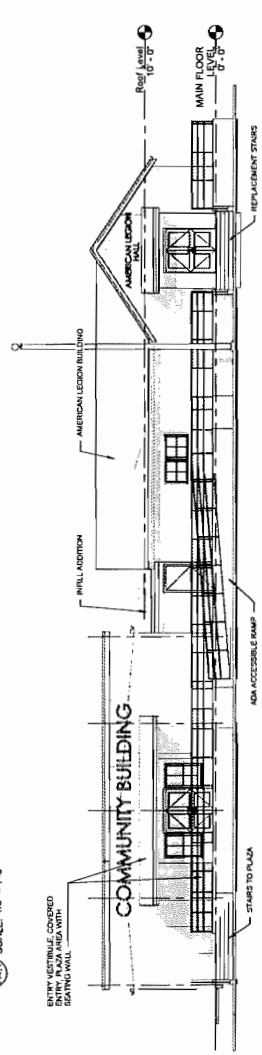 ENTRY VESTIBULE, COVERED
ENTRY, PLAZA AREA WITH
SEATING WALL
COMMUNITY BUILDING
INFILL ADDITION
AMERICAN LEGION BUILDING
AMERICAN LEGION
HALL
Roof Level
10' - 0"
MAIN FLOOR
LEVEL
0' - 0"
STAIRS TO PLAZA
ADA ACCESSIBLE RAMP
REPLACEMENT STAIRS